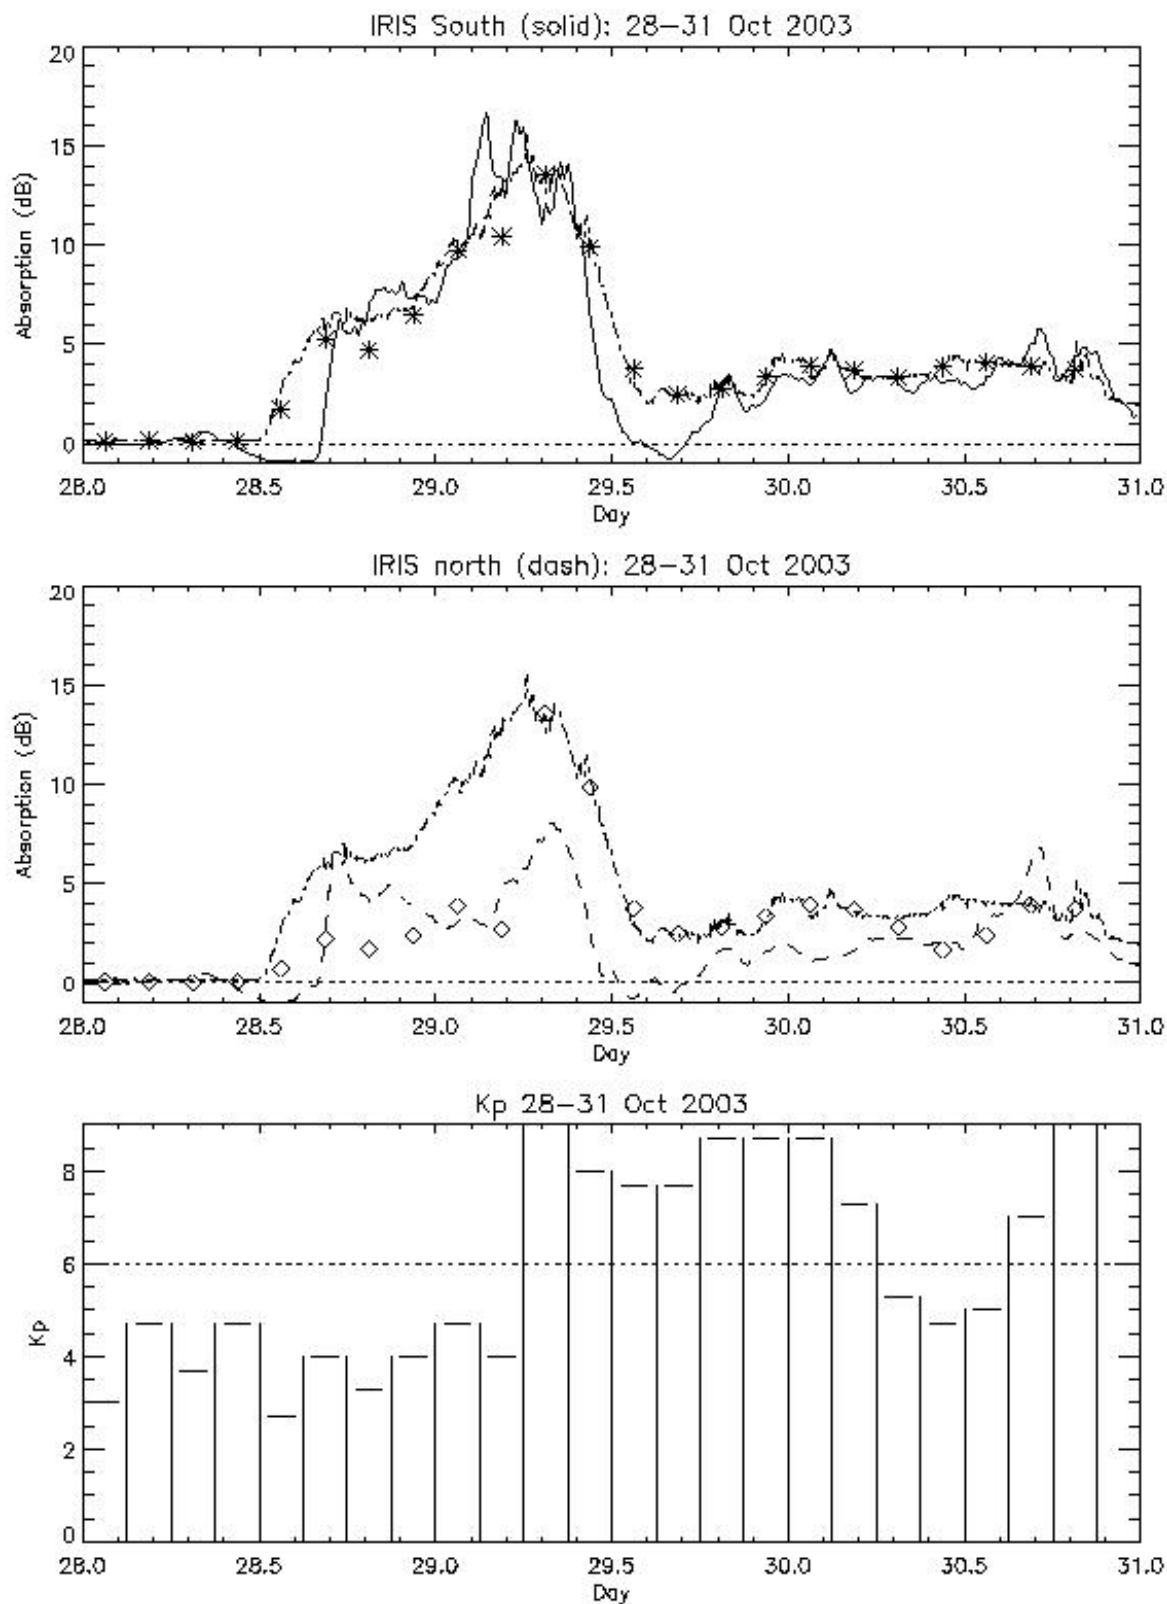 IRIS South (solid): 28-31 Oct 2003
20
15
10
5
0
Absorption (dB)
28.0 28.5 29.0 29.5 30.0 30.5 31.0
Day
IRIS north (dash): 28-31 Oct 2003
20
15
10
5
0
Absorption (dB)
28.0 28.5 29.0 29.5 30.0 30.5 31.0
Day
Kp 28-31 Oct 2003
8
6
4
2
0
Kp
28.0 28.5 29.0 29.5 30.0 30.5 31.0
Day